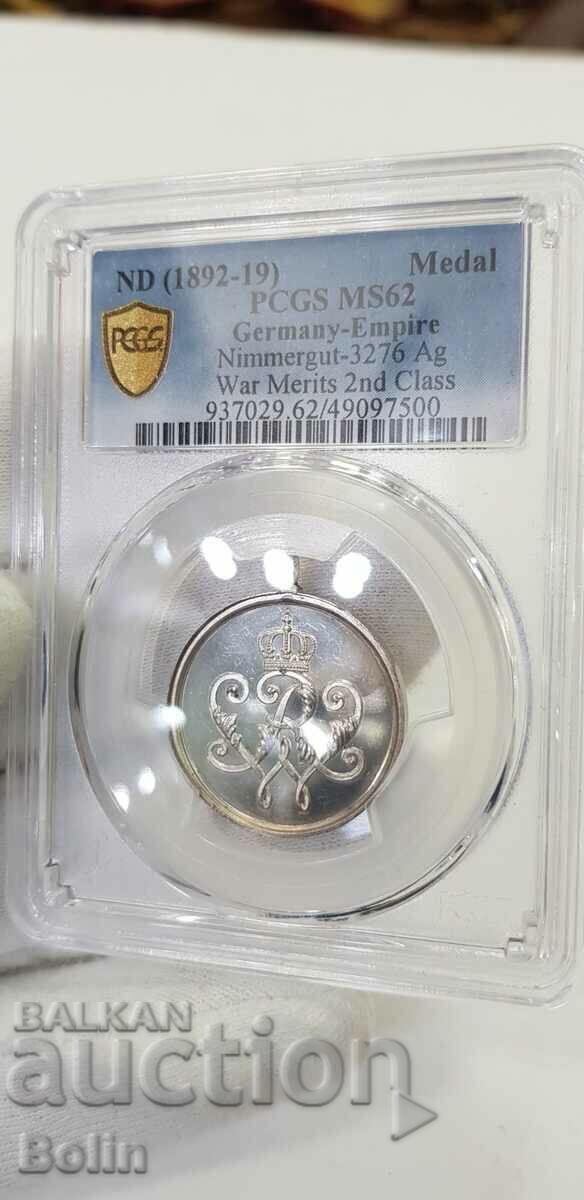 ND (1892-19) Medal
PCGS MS62
Germany-Empire
Nimmergut-3276 Ag
War Merits 2nd Class
937029.62/49097500
PCGS
BALKAN
auction
Bolin